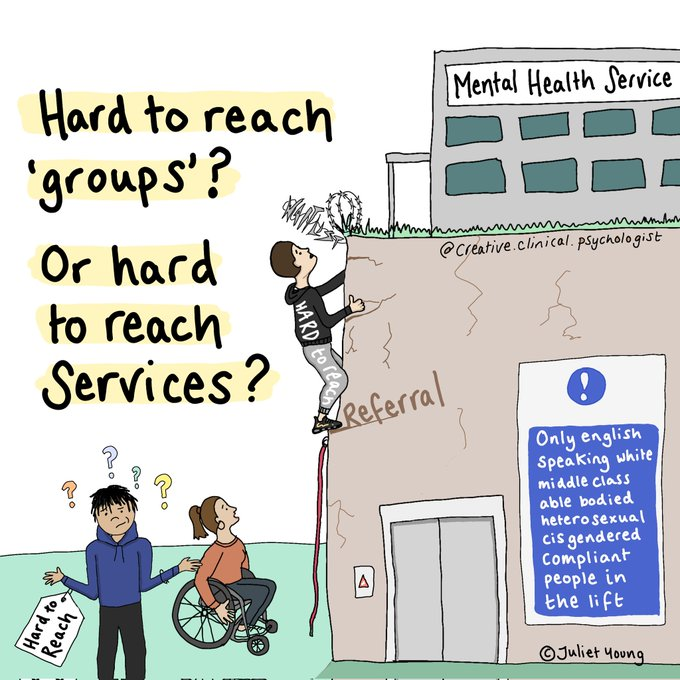 Hard to reach
'groups'?
Or hard
to reach
Services?
Mental Health Service
@creative.clinical.psychologist
HARD to reach
Referral
Only english
speaking white
middle class
able bodied
heterosexual
cisgendered
Compliant
people in
the lift
Hard to
Reach
© Juliet Young